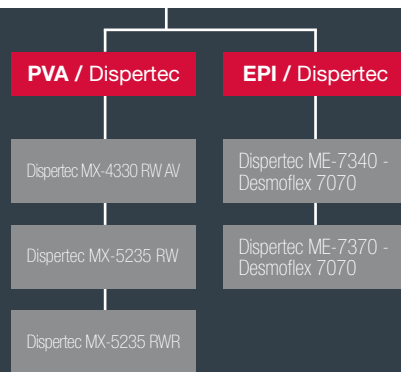 PVA / Dispertec
EPI / Dispertec
Dispertec MX-4330 RW AV
Dispertec MX-5235 RW
Dispertec MX-5235 RWR
Dispertec ME-7340 -
Desmoflex 7070
Dispertec ME-7370 -
Desmoflex 7070